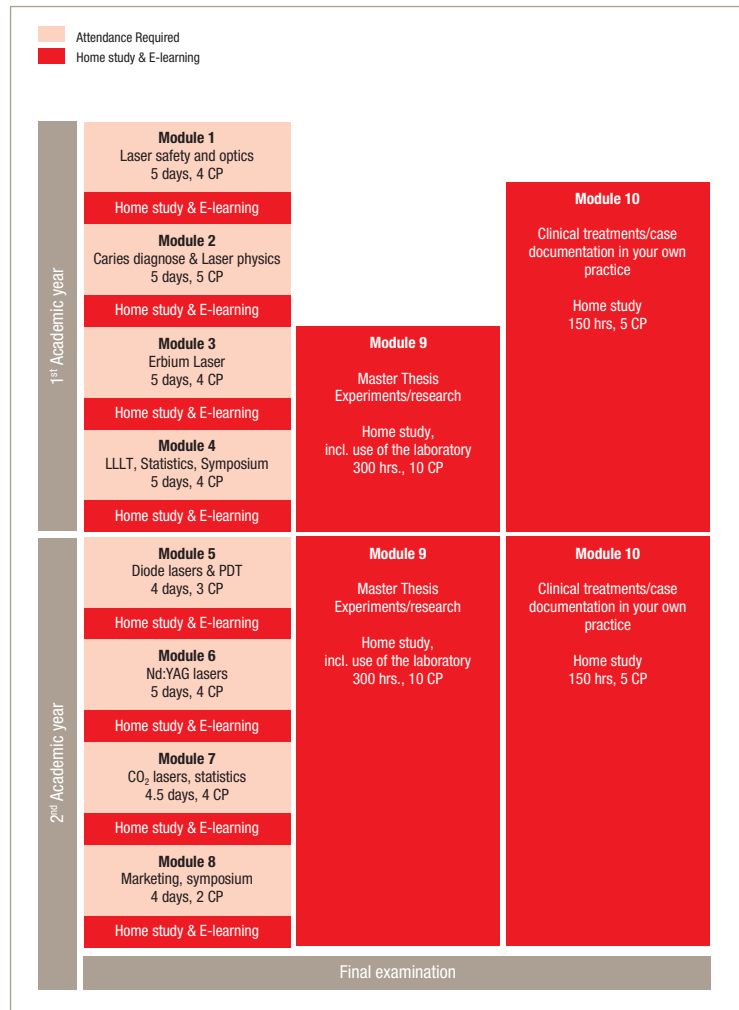 Attendance Required
Home study & E-learning
1st Academic year
Module 1
Laser safety and optics
5 days, 4 CP
Home study & E-learning
Module 2
Caries diagnose & Laser physics
5 days, 5 CP
Home study & E-learning
Module 3
Erbium Laser
5 days, 4 CP
Home study & E-learning
Module 4
LLLT, Statistics, Symposium
5 days, 4 CP
Home study & E-learning
Module 9
Master Thesis
Experiments/research
Home study,
incl. use of the laboratory
300 hrs., 10 CP
Module 10
Clinical treatments/case
documentation in your own
practice
Home study
150 hrs, 5 CP
2nd Academic year
Module 5
Diode lasers & PDT
4 days, 3 CP
Home study & E-learning
Module 6
Nd:YAG lasers
5 days, 4 CP
Home study & E-learning
Module 7
CO₂ lasers, statistics
4.5 days, 4 CP
Home study & E-learning
Module 8
Marketing, symposium
4 days, 2 CP
Home study & E-learning
Module 9
Master Thesis
Experiments/research
Home study,
incl. use of the laboratory
300 hrs., 10 CP
Module 10
Clinical treatments/case
documentation in your own
practice
Home study
150 hrs, 5 CP
Final examination